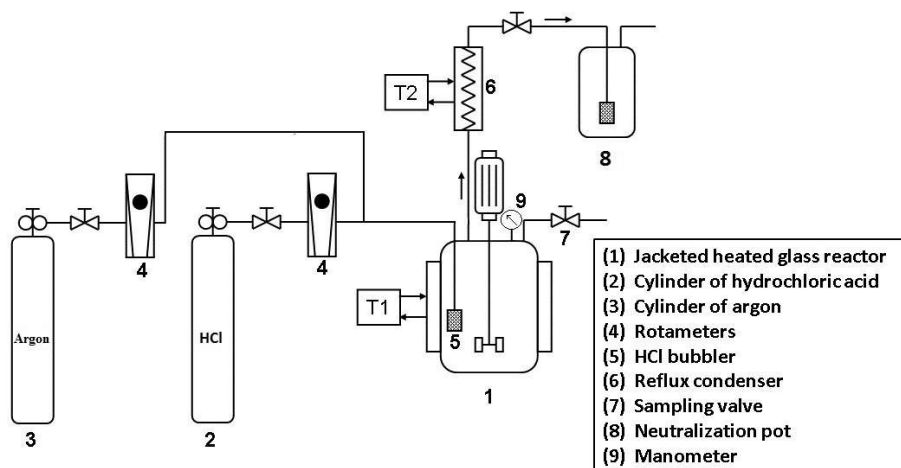 T2
6
8
4
4
9
7
T1
5
Argon
HCl
1
3
2
(1) Jacketed heated glass reactor
(2) Cylinder of hydrochloric acid
(3) Cylinder of argon
(4) Rotameters
(5) HCl bubbler
(6) Reflux condenser
(7) Sampling valve
(8) Neutralization pot
(9) Manometer